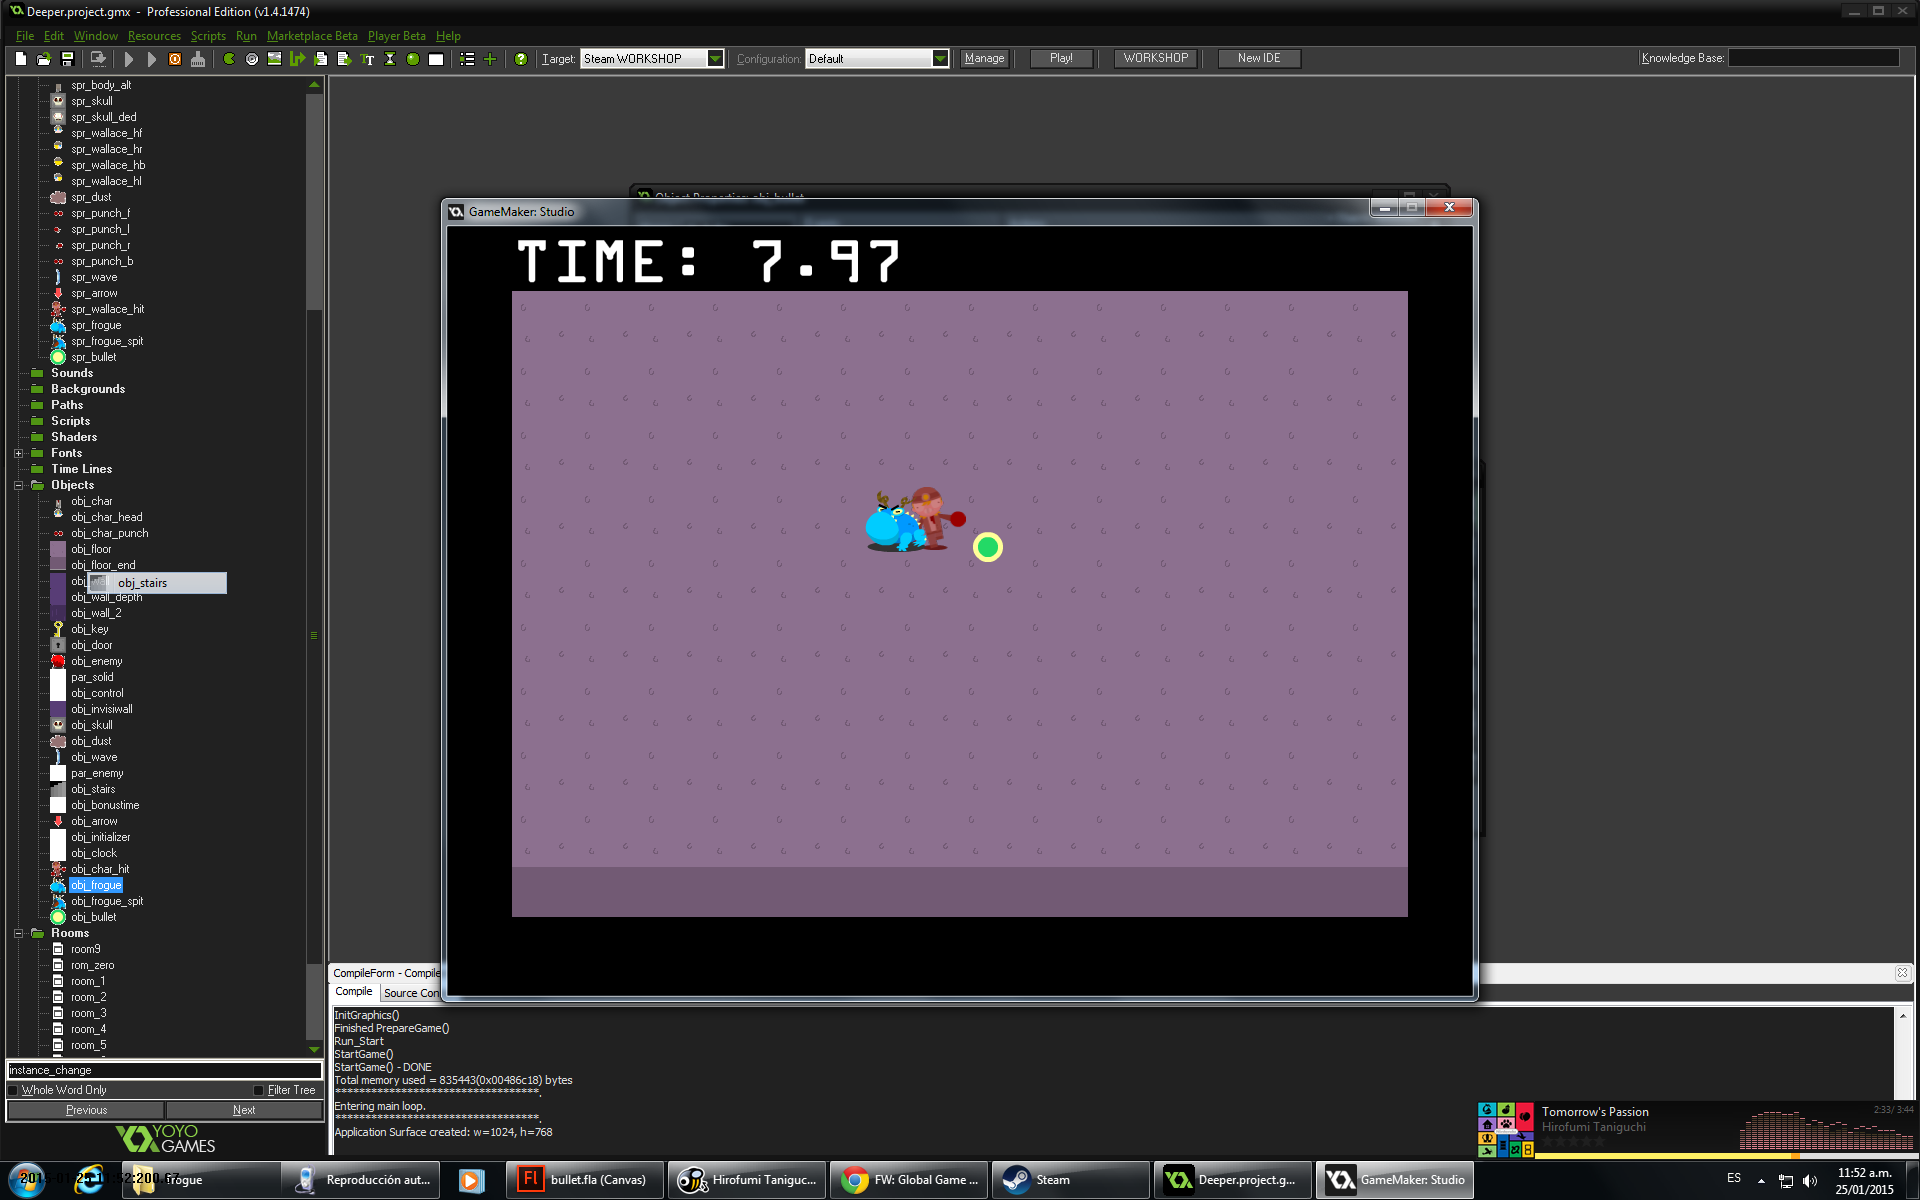 Deeper.project.gmx - Professional Edition (v1.4.1474)
File Edit Window Resources Scripts Run Marketplace Beta Player Beta Help
Target: Steam WORKSHOP Configuration: Default Manage Play! WORKSHOP New IDE Knowledge Base:
spr_body_alt
spr_skull
spr_skull_ded
spr_wallace_hf
spr_wallace_hr
spr_wallace_hb
spr_wallace_hl
spr_dust
spr_punch_f
spr_punch_l
spr_punch_r
spr_punch_b
spr_wave
spr_arrow
spr_wallace_hit
spr_frogue
spr_frogue_spit
spr_bullet
Sounds
Backgrounds
Paths
Scripts
Shaders
Fonts
Time Lines
Objects
obj_char
obj_char_head
obj_char_punch
obj_floor
obj_floor_end
obj_stairs
obj_wall_depth
obj_wall_2
obj_key
obj_door
obj_enemy
par_solid
obj_control
obj_invisiwall
obj_skull
obj_dust
obj_wave
par_enemy
obj_stairs
obj_bonustime
obj_arrow
obj_initializer
obj_clock
obj_char_hit
obj_frogue
obj_frogue_spit
obj_bullet
Rooms
room9
rom_zero
room_1
room_2
room_3
room_4
room_5
instance_change
Whole Word Only Filter Tree
Previous Next
YOYO
GAMES
Object Properties: obj_bullet
GameMaker: Studio
TIME: 7.97
CompileForm - Compile
Compile Source Con
InitGraphics()
Finished PrepareGame()
Run_Start
StartGame()
StartGame() - DONE
Total memory used = 835443(0x00486c18) bytes
**********************************.
Entering main loop.
**********************************.
Application Surface created: w=1024, h=768
Tomorrow's Passion 2:33/ 3:44
Hirofumi Taniguchi
Frogue Reproducción aut... bullet.fla (Canvas) Hirofumi Taniguc... FW: Global Game ... Steam Deeper.project.g... GameMaker: Studio ES
11:52 a.m.
25/01/2015